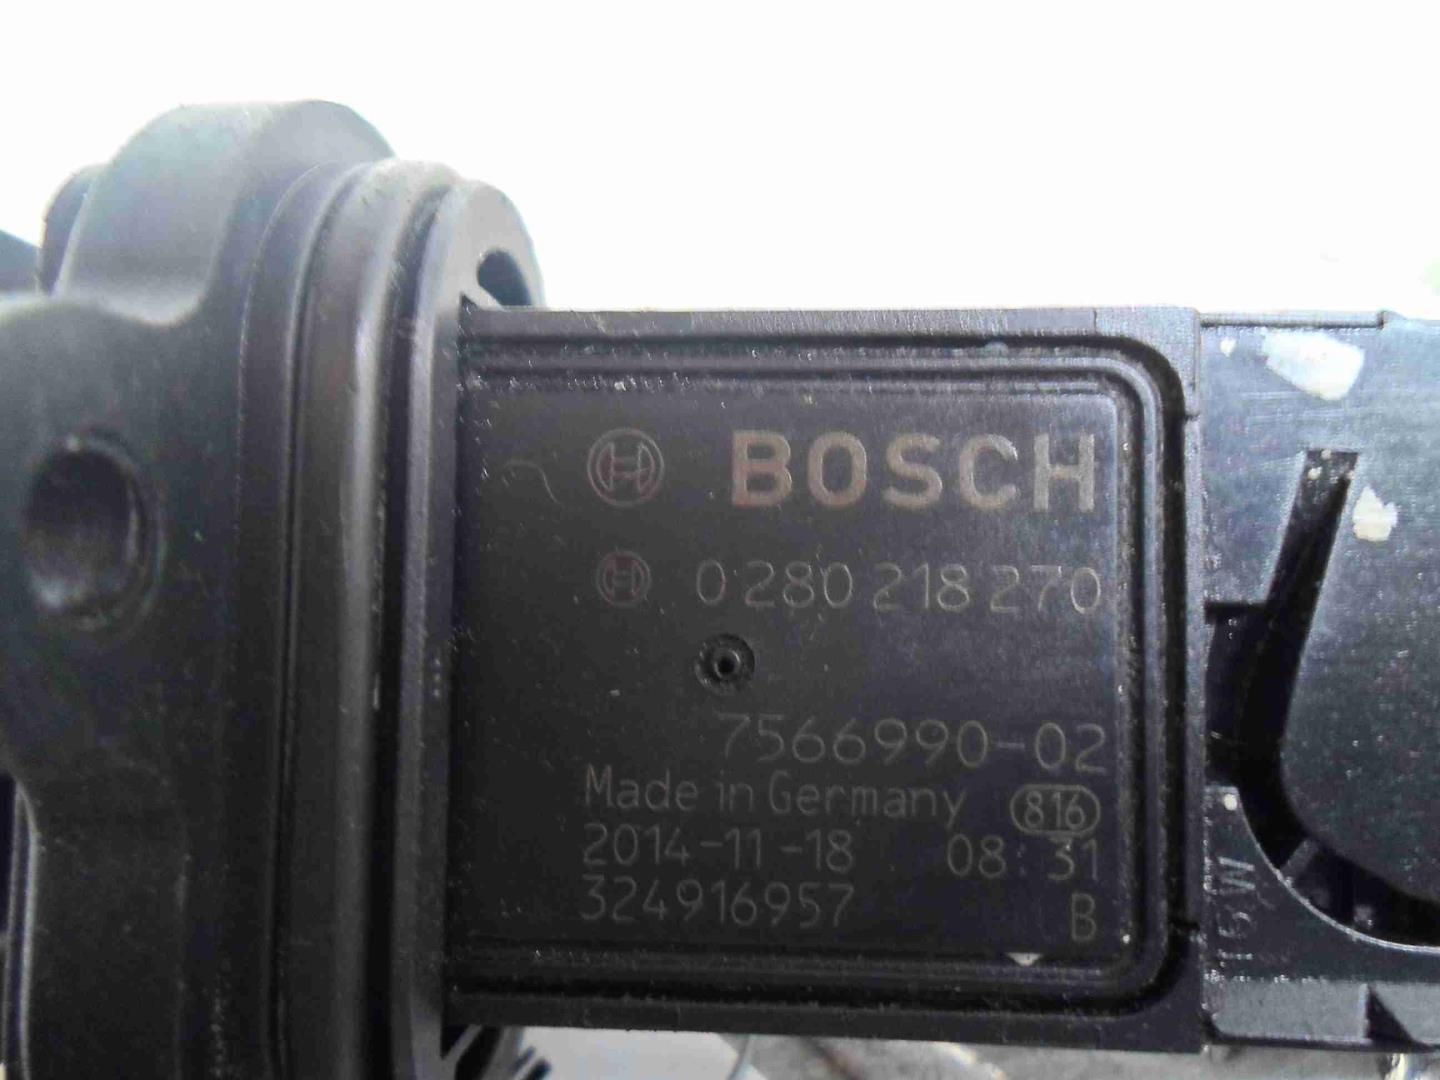 BOSCH
0 280 218 270
7566990-02
Made in Germany 816
2014-11-18 08:31
324916957 B